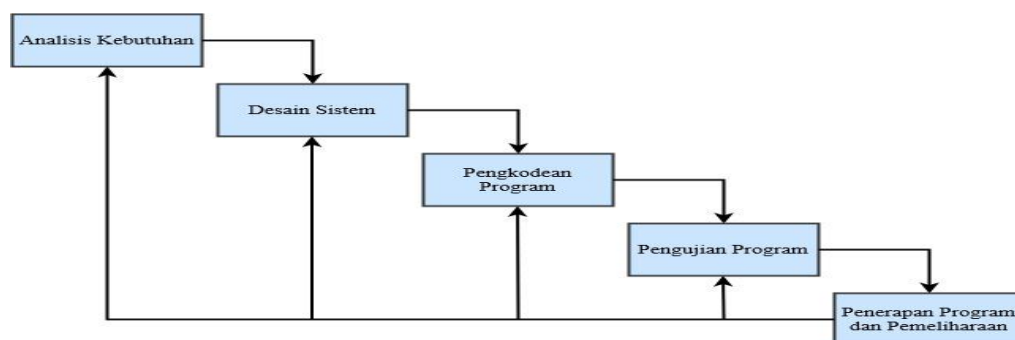 Analisis Kebutuhan
Desain Sistem
Pengkodean
Program
Pengujian Program
Penerapan Program
dan Pemeliharaan